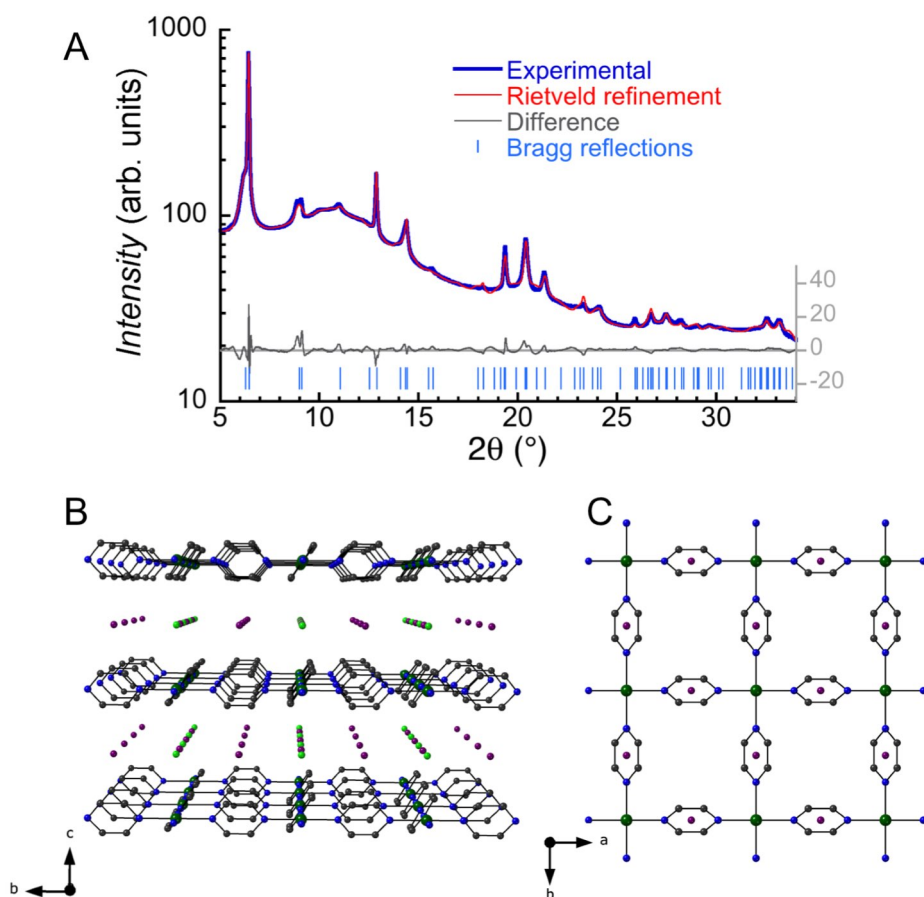 A
1000
100
10
Intensity (arb. units)
Experimental
Rietveld refinement
Difference
Bragg reflections
40
20
0
-20
5 10 15 20 25 30
2θ (°)
B
C
c
b
a
b